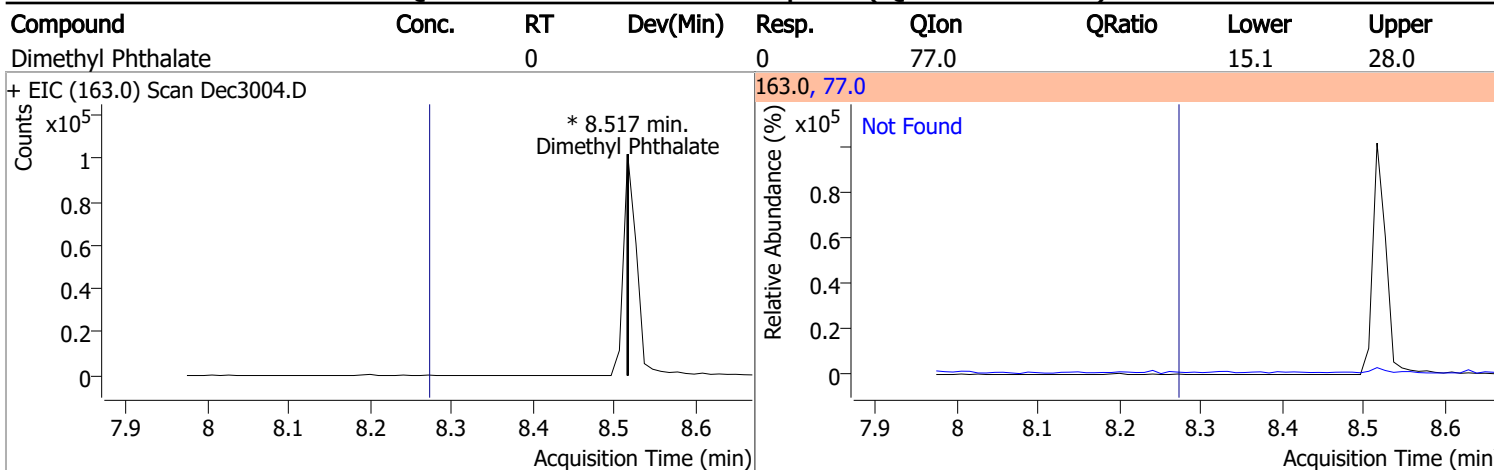 Compound Conc. RT Dev(Min) Resp. QIon QRatio Lower Upper
Dimethyl Phthalate 0 0 77.0 15.1 28.0
+ EIC (163.0) Scan Dec3004.D
Counts
x10^5
* 8.517 min.
Dimethyl Phthalate
1
0.8
0.6
0.4
0.2
0
7.9 8 8.1 8.2 8.3 8.4 8.5 8.6
Acquisition Time (min)
163.0, 77.0
Relative Abundance (%)
x10^5
Not Found
0.8
0.6
0.4
0.2
0
7.9 8 8.1 8.2 8.3 8.4 8.5 8.6
Acquisition Time (min